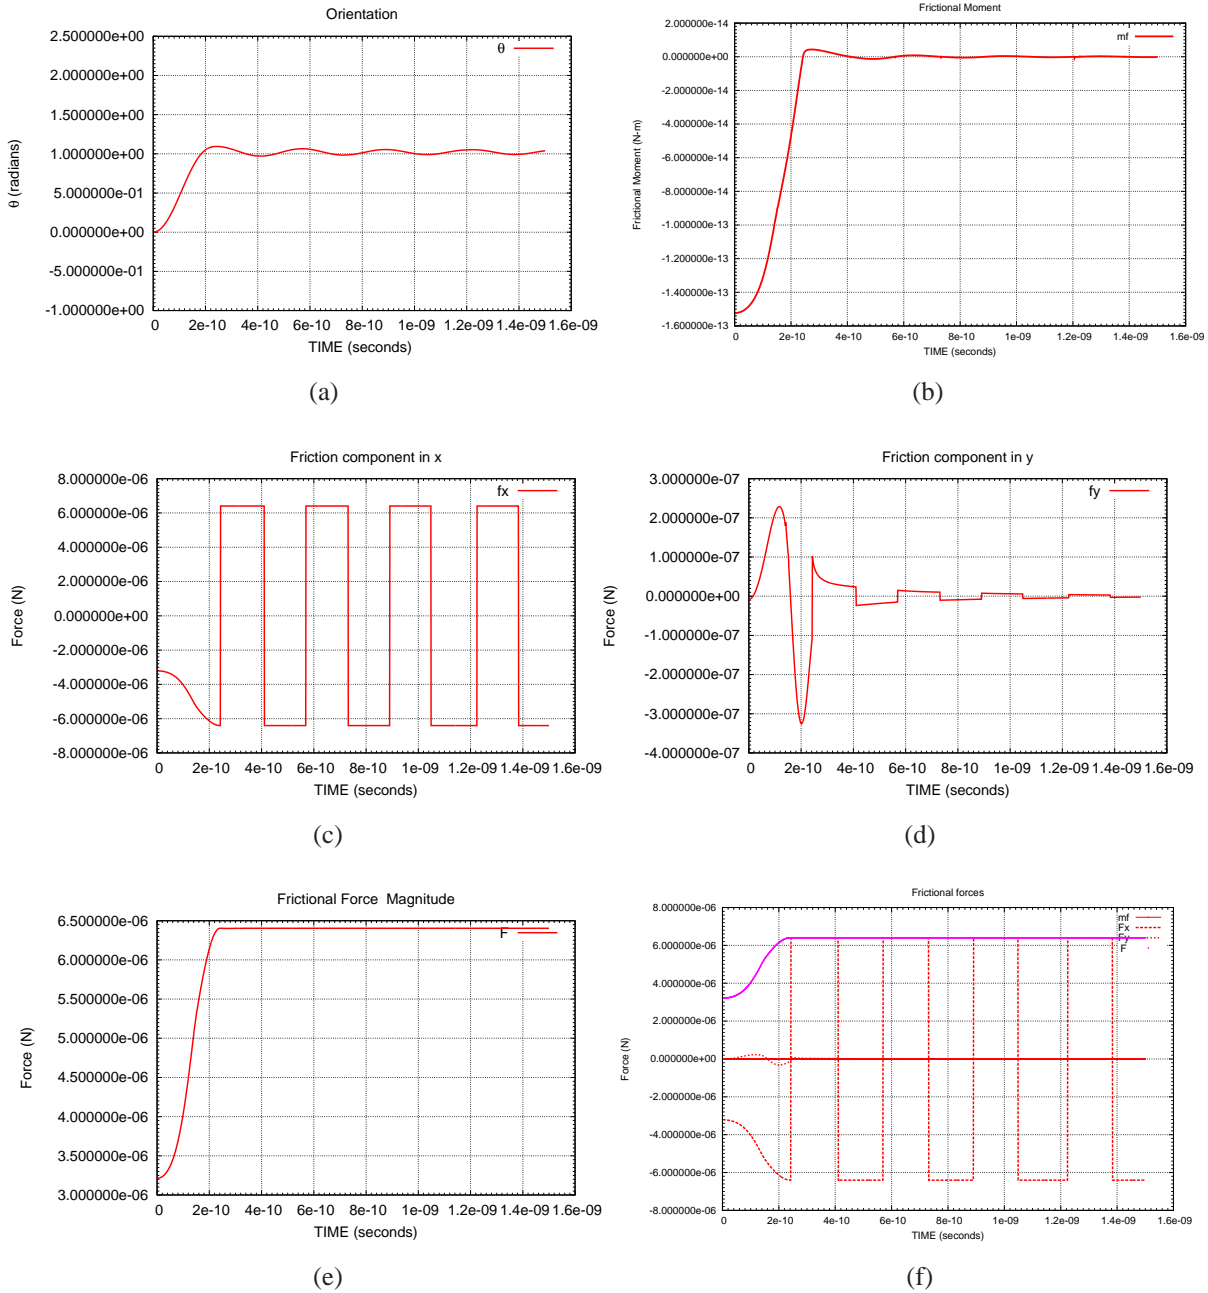 Orientation
θ
2.500000e+00
2.000000e+00
1.500000e+00
1.000000e+00
5.000000e-01
0.000000e+00
-5.000000e-01
-1.000000e+00
θ (radians)
0 2e-10 4e-10 6e-10 8e-10 1e-09 1.2e-09 1.4e-09 1.6e-09
TIME (seconds)
(a)
Frictional Moment
mf
2.000000e-14
0.000000e+00
-2.000000e-14
-4.000000e-14
-6.000000e-14
-8.000000e-14
-1.000000e-13
-1.200000e-13
-1.400000e-13
-1.600000e-13
Frictional Moment (N-m)
0 2e-10 4e-10 6e-10 8e-10 1e-09 1.2e-09 1.4e-09 1.6e-09
TIME (seconds)
(b)
Friction component in x
fx
8.000000e-06
6.000000e-06
4.000000e-06
2.000000e-06
0.000000e+00
-2.000000e-06
-4.000000e-06
-6.000000e-06
-8.000000e-06
Force (N)
0 2e-10 4e-10 6e-10 8e-10 1e-09 1.2e-09 1.4e-09 1.6e-09
TIME (seconds)
(c)
Friction component in y
fy
3.000000e-07
2.000000e-07
1.000000e-07
0.000000e+00
-1.000000e-07
-2.000000e-07
-3.000000e-07
-4.000000e-07
Force (N)
0 2e-10 4e-10 6e-10 8e-10 1e-09 1.2e-09 1.4e-09 1.6e-09
TIME (seconds)
(d)
Frictional Force Magnitude
F
6.500000e-06
6.000000e-06
5.500000e-06
5.000000e-06
4.500000e-06
4.000000e-06
3.500000e-06
3.000000e-06
Force (N)
0 2e-10 4e-10 6e-10 8e-10 1e-09 1.2e-09 1.4e-09 1.6e-09
TIME (seconds)
(e)
Frictional forces
mf
Fx
Fy
F
8.000000e-06
6.000000e-06
4.000000e-06
2.000000e-06
0.000000e+00
-2.000000e-06
-4.000000e-06
-6.000000e-06
-8.000000e-06
Force (N)
0 2e-10 4e-10 6e-10 8e-10 1e-09 1.2e-09 1.4e-09 1.6e-09
TIME (seconds)
(f)